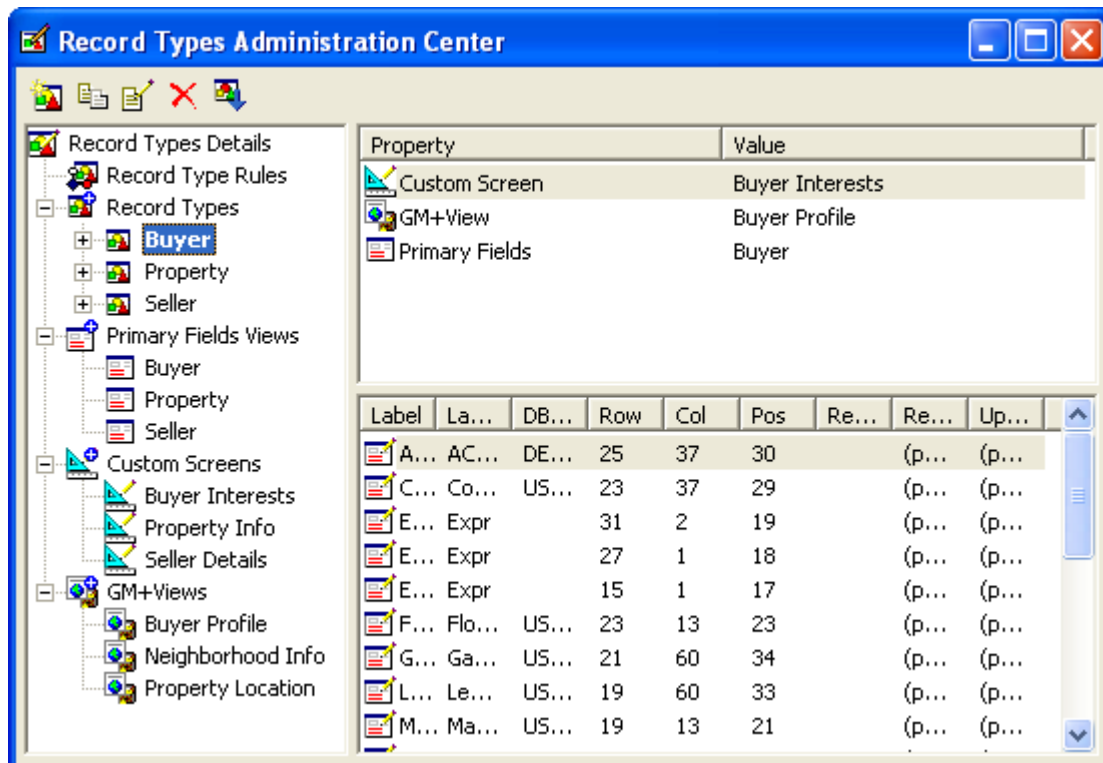 Record Types Administration Center
Record Types Details
Record Type Rules
Record Types
Buyer
Property
Seller
Primary Fields Views
Buyer
Property
Seller
Custom Screens
Buyer Interests
Property Info
Seller Details
GM+Views
Buyer Profile
Neighborhood Info
Property Location
Property Value
Custom Screen Buyer Interests
GM+View Buyer Profile
Primary Fields Buyer
Label La... DB... Row Col Pos Re... Re... Up...
A... AC... DE... 25 37 30 (p... (p...
C... Co... US... 23 37 29 (p... (p...
E... Expr 31 2 19 (p... (p...
E... Expr 27 1 18 (p... (p...
E... Expr 15 1 17 (p... (p...
F... Flo... US... 23 13 23 (p... (p...
G... Ga... US... 21 60 34 (p... (p...
L... Le... US... 19 60 33 (p... (p...
M... Ma... US... 19 13 21 (p... (p...